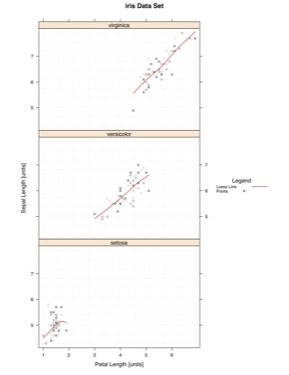 iris Data Set
virginica
7
6
5
versicolor
7
6
5
Sepal Length [units]
Legend
Loess Line
Points
setosa
7
6
5
1 2 3 4 5 6
Petal Length [units]